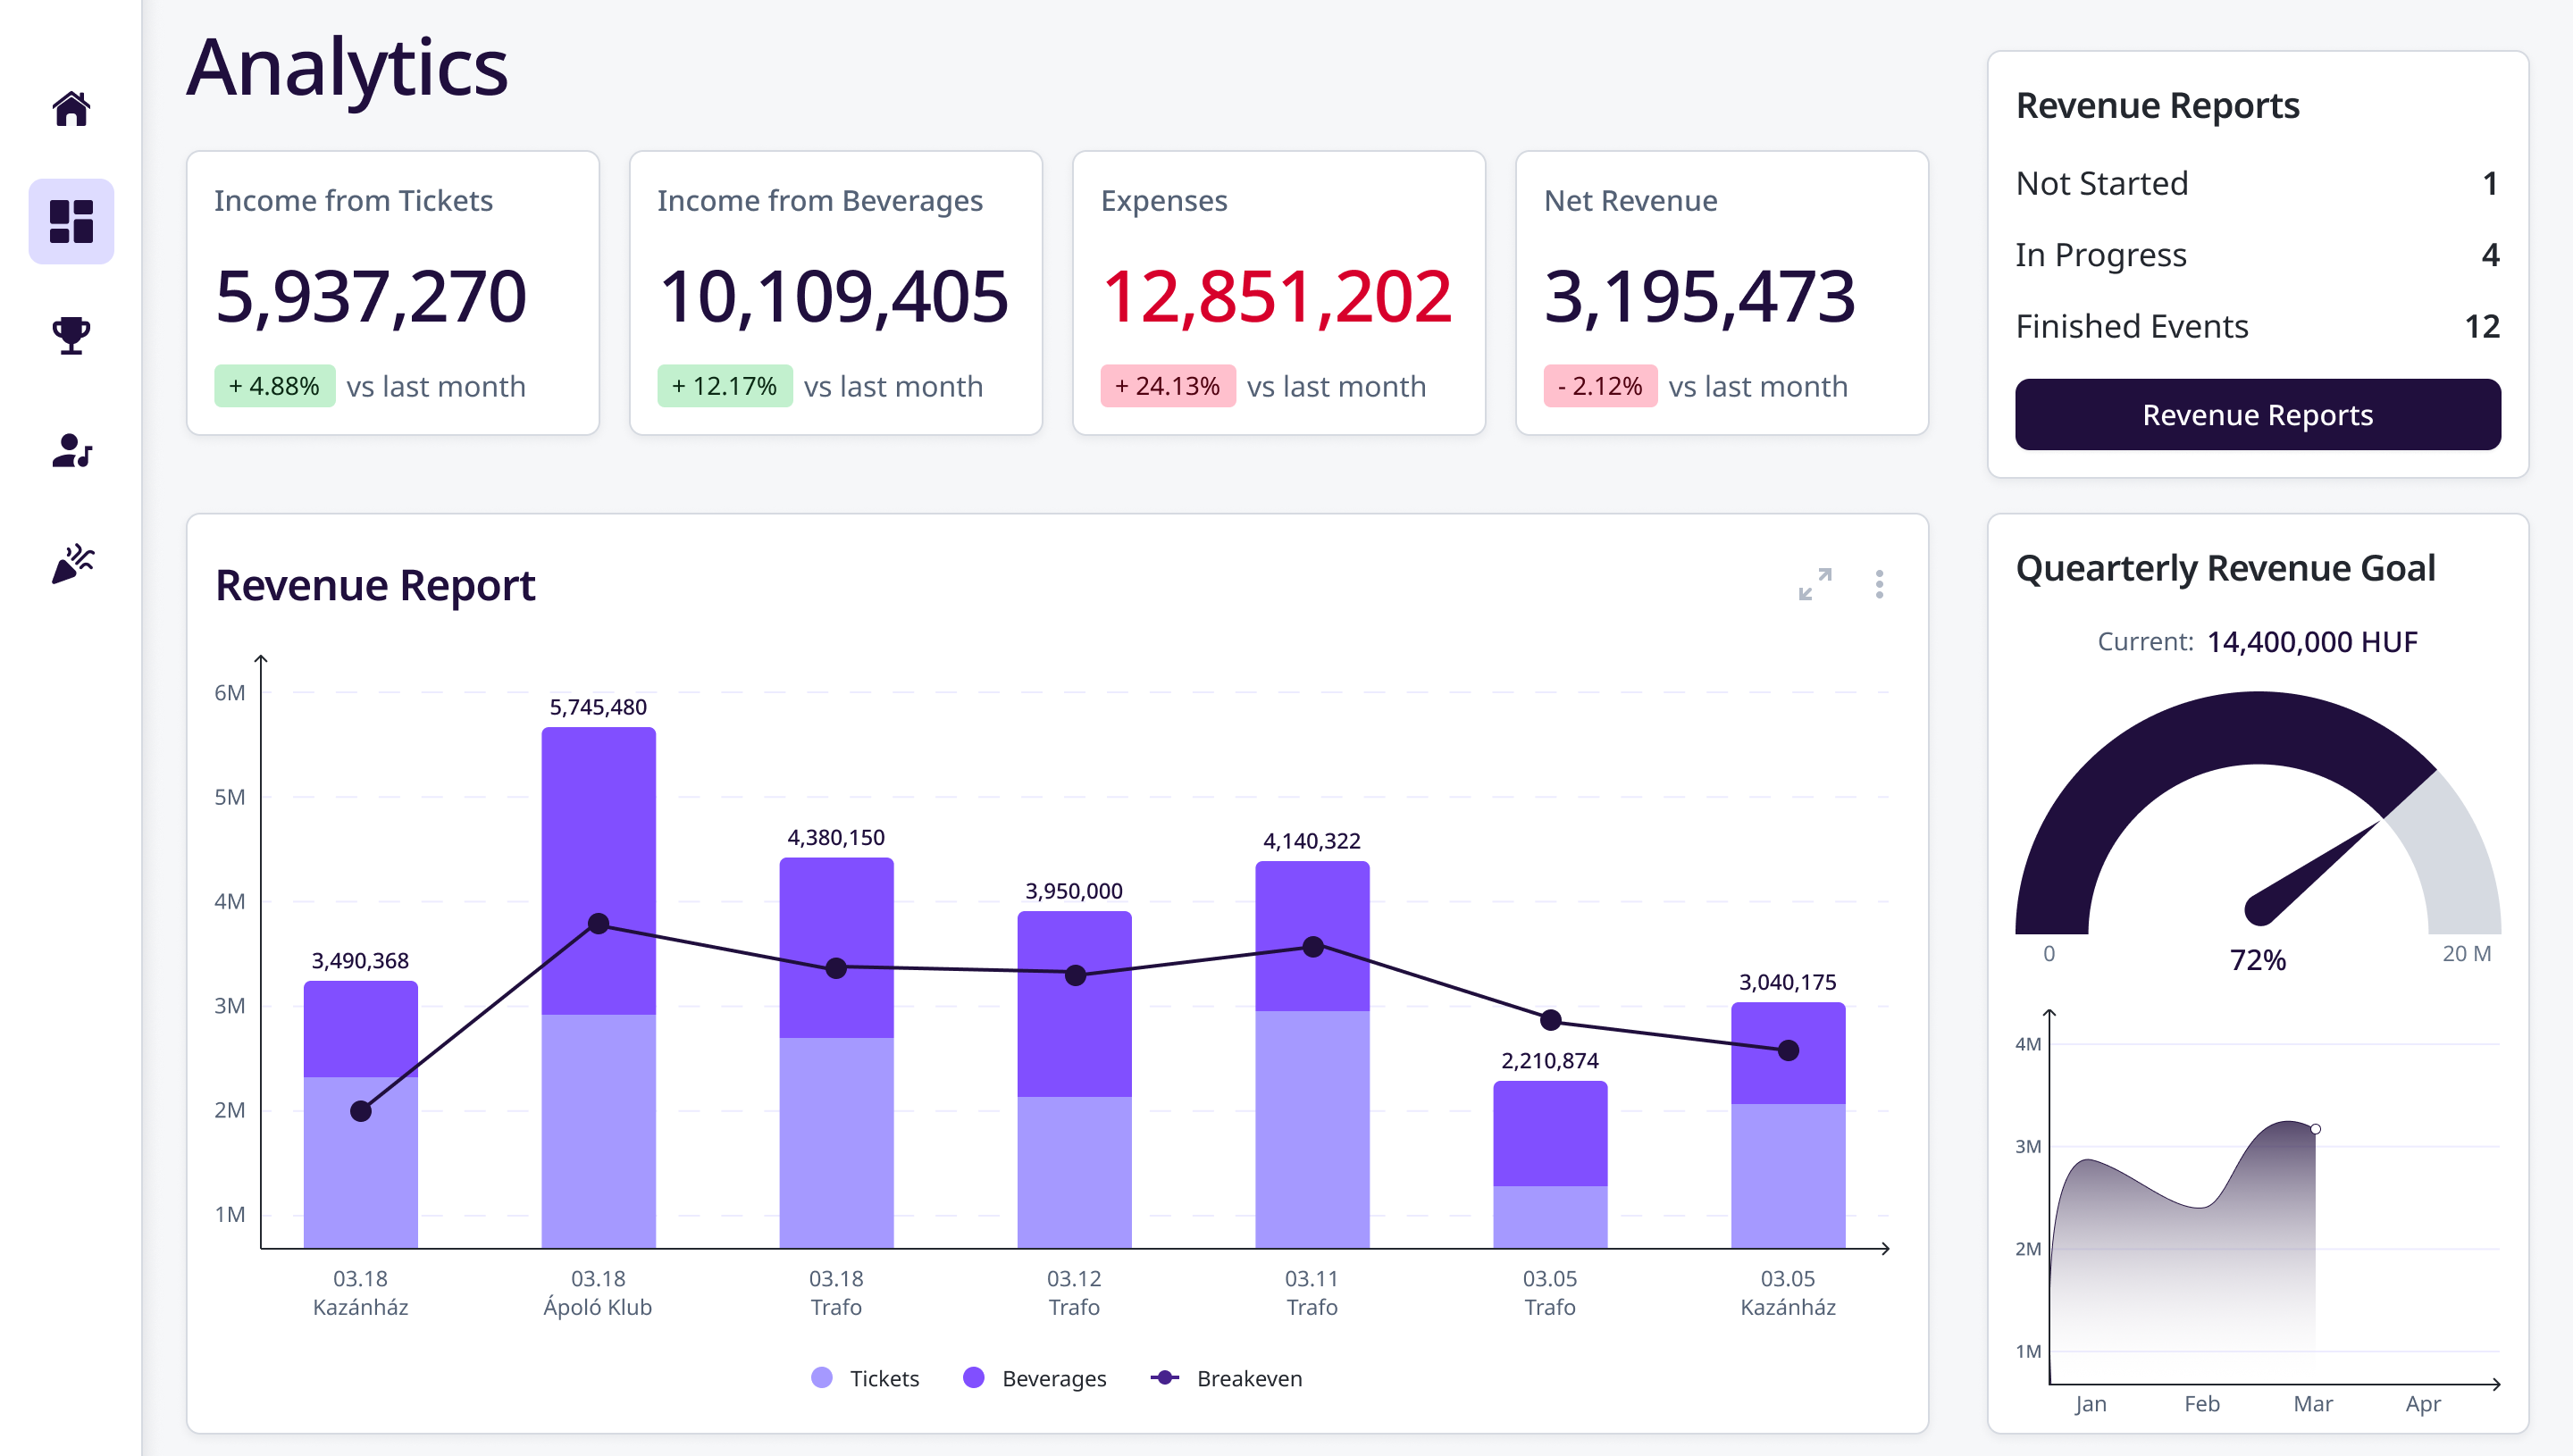 Analytics
Income from Tickets
5,937,270
+ 4.88% vs last month
Income from Beverages
10,109,405
+ 12.17% vs last month
Expenses
12,851,202
+ 24.13% vs last month
Net Revenue
3,195,473
- 2.12% vs last month
Revenue Reports
Not Started 1
In Progress 4
Finished Events 12
Revenue Reports
Revenue Report
6M
5M
4M
3M
2M
1M
3,490,368
5,745,480
4,380,150
3,950,000
4,140,322
2,210,874
3,040,175
03.18
Kazánház
03.18
Ápoló Klub
03.18
Trafo
03.12
Trafo
03.11
Trafo
03.05
Trafo
03.05
Kazánház
Tickets Beverages Breakeven
Quearterly Revenue Goal
Current: 14,400,000 HUF
0 72% 20 M
4M
3M
2M
1M
Jan Feb Mar Apr